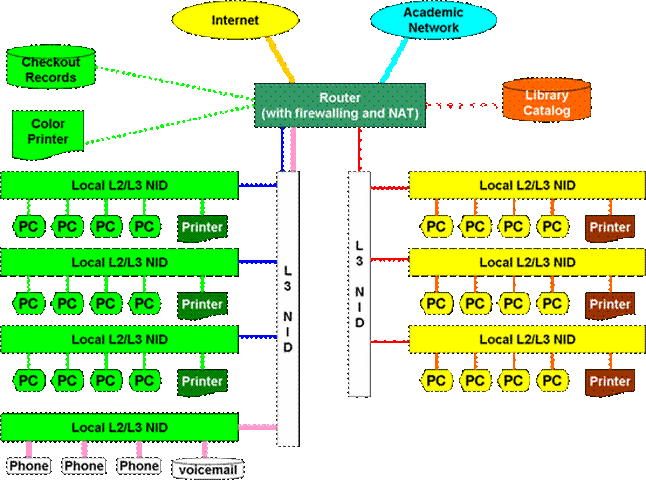 Internet
Academic
Network
Checkout
Records
Color
Printer
Router
(with firewalling and NAT)
Library
Catalog
Local L2/L3 NID
PC PC PC PC Printer
Local L2/L3 NID
PC PC PC PC Printer
Local L2/L3 NID
PC PC PC PC Printer
Local L2/L3 NID
Phone Phone Phone voicemail
L
3
N
I
D
L
3
N
I
D
Local L2/L3 NID
PC PC PC PC Printer
Local L2/L3 NID
PC PC PC PC Printer
Local L2/L3 NID
PC PC PC PC Printer